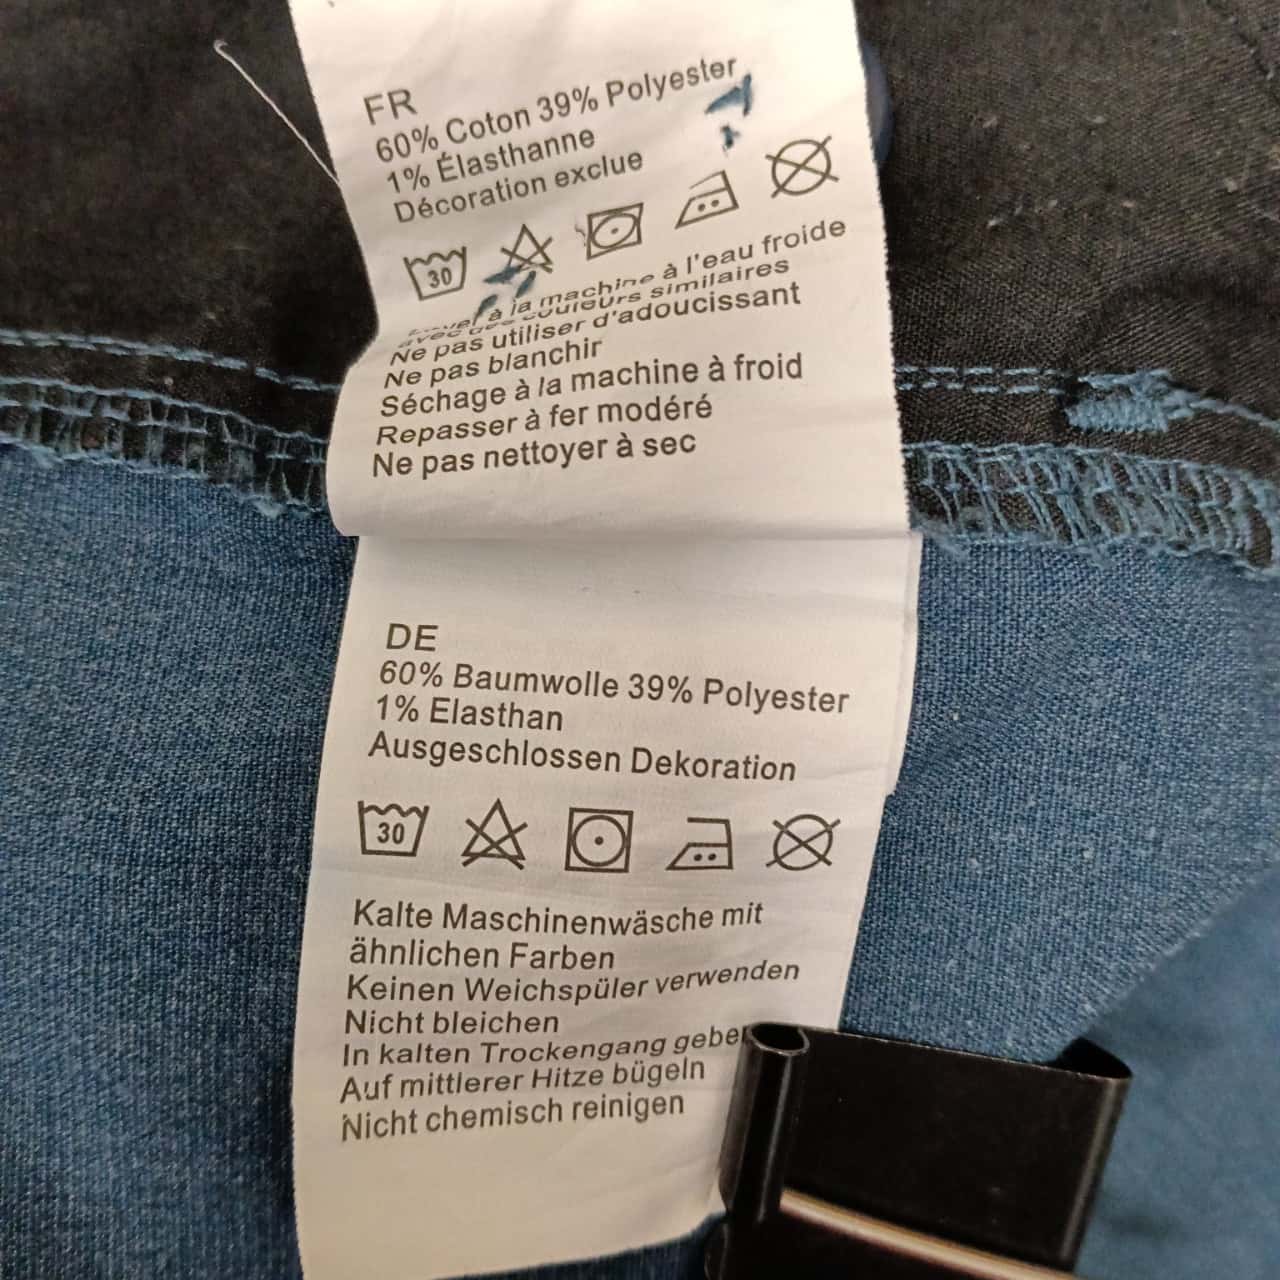 FR
60% Coton 39% Polyester
1% Élasthanne
Décoration exclue
30
à la machine à l'eau froide
avec des couleurs similaires
Ne pas utiliser d'adoucissant
Ne pas blanchir
Séchage à la machine à froid
Repasser à fer modéré
Ne pas nettoyer à sec
DE
60% Baumwolle 39% Polyester
1% Elasthan
Ausgeschlossen Dekoration
30
Kalte Maschinenwäsche mit
ähnlichen Farben
Keinen Weichspüler verwenden
Nicht bleichen
In kalten Trockengang geben
Auf mittlerer Hitze bügeln
Nicht chemisch reinigen